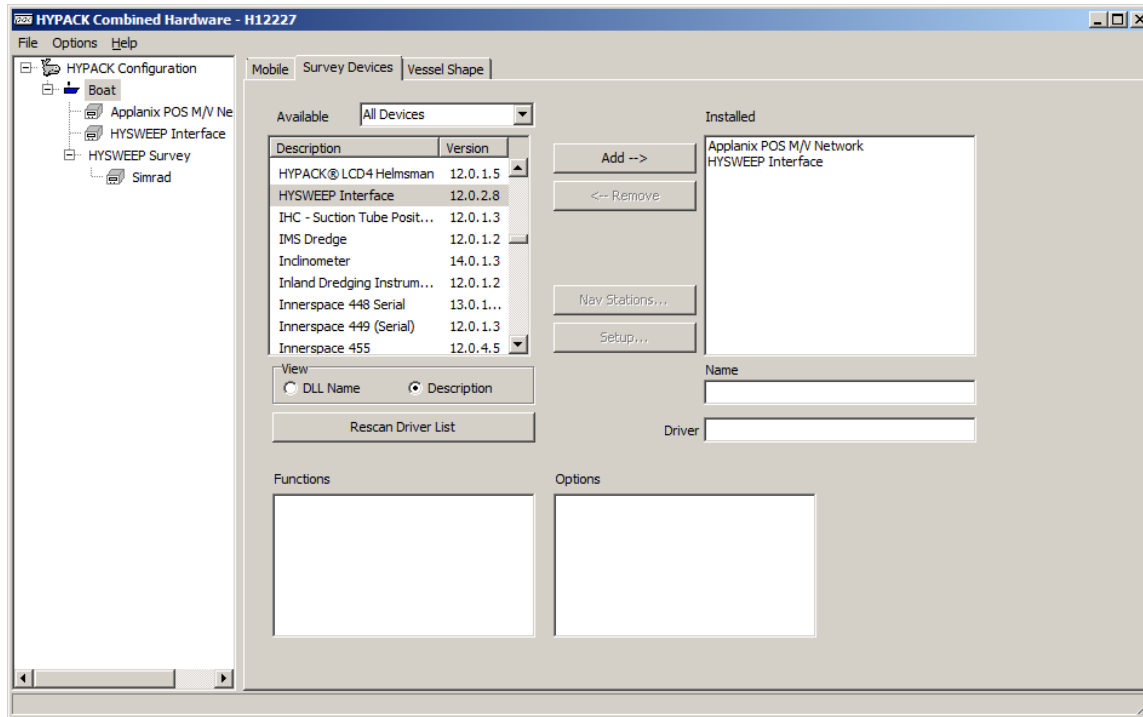 HYPACK Combined Hardware - H12227
File Options Help
HYPACK Configuration
Boat
Applanix POS M/V Ne
HYSWEEP Interface
HYSWEEP Survey
Simrad
Mobile Survey Devices Vessel Shape
Available All Devices
Description Version
HYPACK® LCD4 Helmsman 12.0.1.5
HYSWEEP Interface 12.0.2.8
IHC - Suction Tube Posit... 12.0.1.3
IMS Dredge 12.0.1.2
Inclinometer 14.0.1.3
Inland Dredging Instrum... 12.0.1.2
Innerspace 448 Serial 13.0.1...
Innerspace 449 (Serial) 12.0.1.3
Innerspace 455 12.0.4.5
View
DLL Name Description
Rescan Driver List
Add -->
<-- Remove
Nav Stations...
Setup...
Installed
Applanix POS M/V Network
HYSWEEP Interface
Name
Driver
Functions
Options